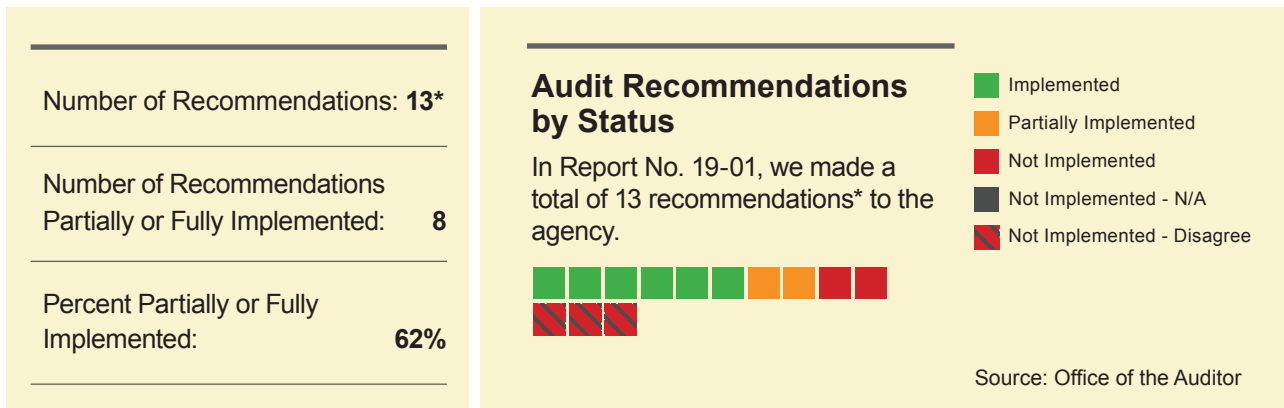 Number of Recommendations: 13*
Number of Recommendations
Partially or Fully Implemented: 8
Percent Partially or Fully
Implemented: 62%
Audit Recommendations
by Status
In Report No. 19-01, we made a
total of 13 recommendations* to the
agency.
Implemented
Partially Implemented
Not Implemented
Not Implemented - N/A
Not Implemented - Disagree
Source: Office of the Auditor